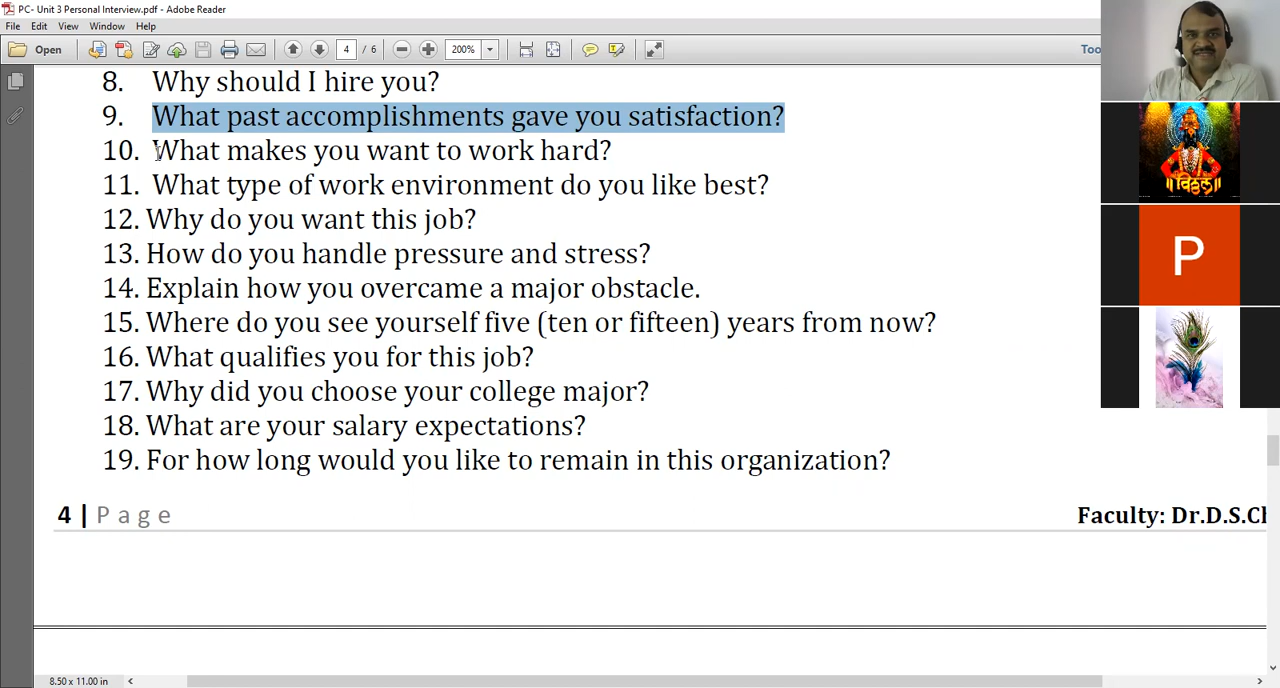 PC- Unit 3 Personal Interview.pdf - Adobe Reader
File Edit View Window Help
Open 4 / 6 200% Too
8. Why should I hire you?
9. What past accomplishments gave you satisfaction?
10. What makes you want to work hard?
11. What type of work environment do you like best?
12. Why do you want this job?
13. How do you handle pressure and stress?
14. Explain how you overcame a major obstacle.
15. Where do you see yourself five (ten or fifteen) years from now?
16. What qualifies you for this job?
17. Why did you choose your college major?
18. What are your salary expectations?
19. For how long would you like to remain in this organization?
4 | P a g e Faculty: Dr.D.S.Ch
8.50 x 11.00 in
॥ विठ्ठल ॥
P